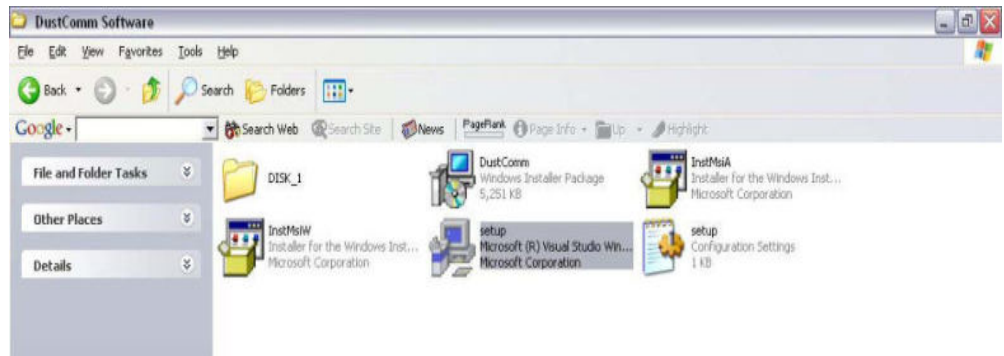 DustComm Software
File Edit View Favorites Tools Help
Back Search Folders
Google Search Web Search Site News PageRank Page Info Up Highlight
File and Folder Tasks
Other Places
Details
DISK_1
DustComm
Windows Installer Package
5,251 KB
InstMsiA
Installer for the Windows Inst...
Microsoft Corporation
InstMsiW
Installer for the Windows Inst...
Microsoft Corporation
setup
Microsoft (R) Visual Studio Win...
Microsoft Corporation
setup
Configuration Settings
1 KB